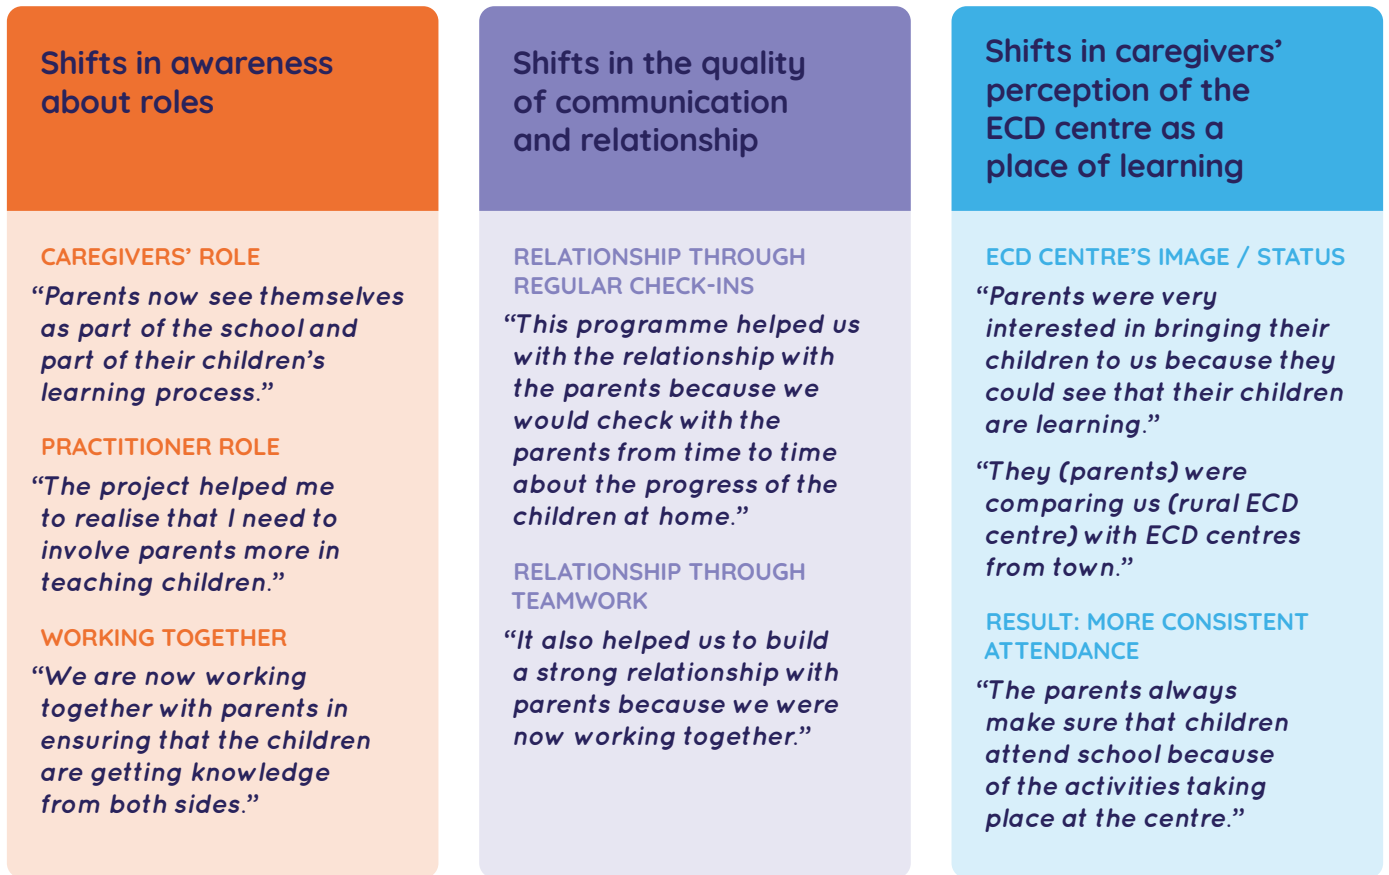 Shifts in awareness
about roles
CAREGIVERS’ ROLE
“Parents now see themselves
as part of the school and
part of their children’s
learning process.”
PRACTITIONER ROLE
“The project helped me
to realise that I need to
involve parents more in
teaching children.”
WORKING TOGETHER
“We are now working
together with parents in
ensuring that the children
are getting knowledge
from both sides.”
Shifts in the quality
of communication
and relationship
RELATIONSHIP THROUGH
REGULAR CHECK-INS
“This programme helped us
with the relationship with
the parents because we
would check with the
parents from time to time
about the progress of the
children at home.”
RELATIONSHIP THROUGH
TEAMWORK
“It also helped us to build
a strong relationship with
parents because we were
now working together.”
Shifts in caregivers’
perception of the
ECD centre as a
place of learning
ECD CENTRE’S IMAGE / STATUS
“Parents were very
interested in bringing their
children to us because they
could see that their children
are learning.”
“They (parents) were
comparing us (rural ECD
centre) with ECD centres
from town.”
RESULT: MORE CONSISTENT
ATTENDANCE
“The parents always
make sure that children
attend school because
of the activities taking
place at the centre.”